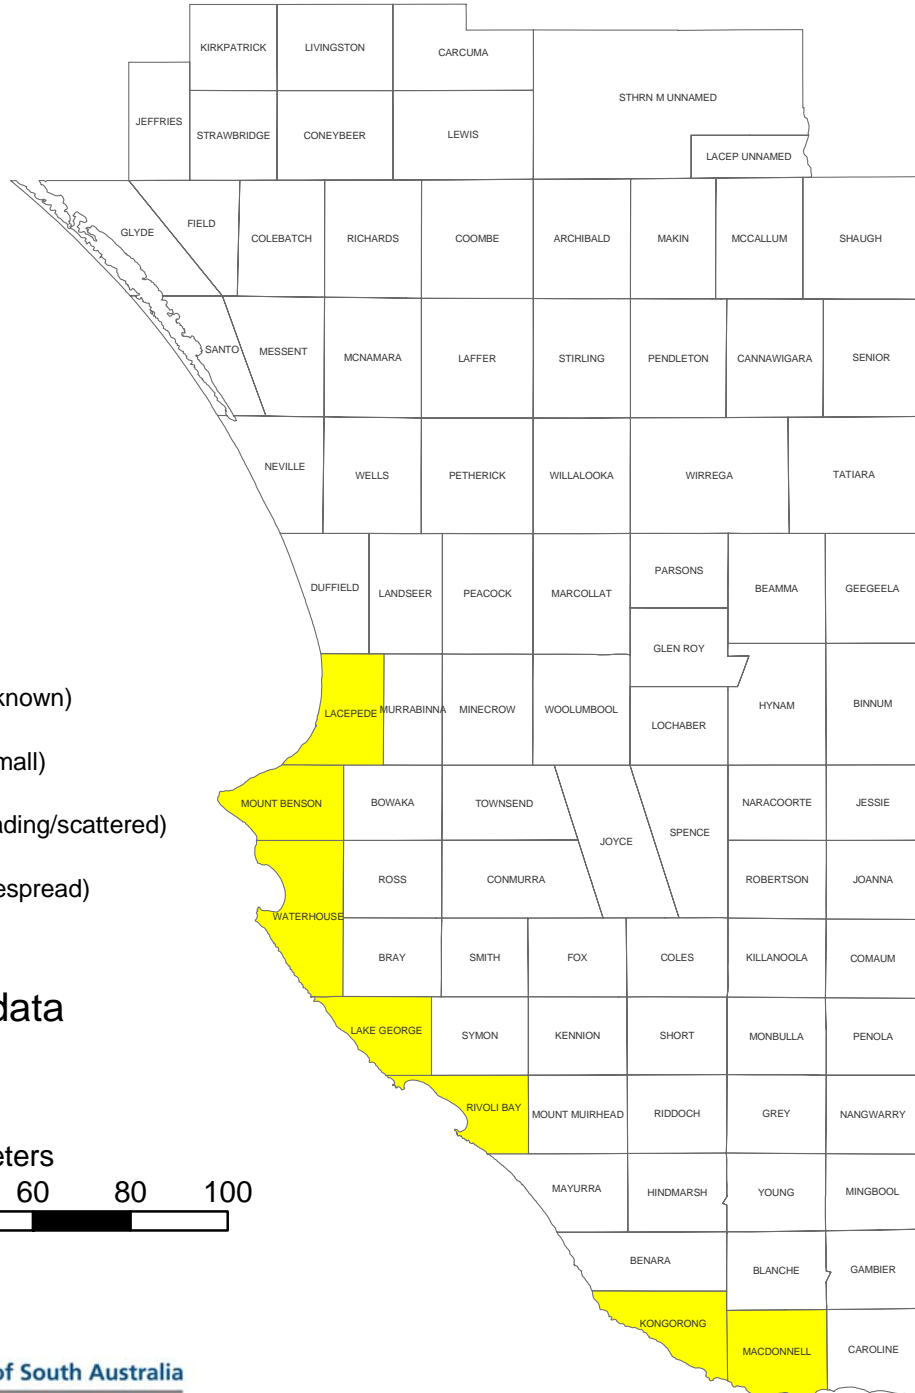 KIRKPATRICK
LIVINGSTON
CARCUMA
STHRN M UNNAMED
JEFFRIES
STRAWBRIDGE
CONEYBEER
LEWIS
LACEP UNNAMED
GLYDE
FIELD
COLEBATCH
RICHARDS
COOMBE
ARCHIBALD
MAKIN
MCCALLUM
SHAUGH
SANTO
MESSENT
MCNAMARA
LAFFER
STIRLING
PENDLETON
CANNAWIGARA
SENIOR
NEVILLE
WELLS
PETHERICK
WILLALOOKA
WIRREGA
TATIARA
DUFFIELD
LANDSEER
PEACOCK
MARCOLLAT
PARSONS
BEAMMA
GEEGEELA
GLEN ROY
LACEPEDE
MURRABINNA
MINECROW
WOOLUMBOOL
LOCHABER
HYNAM
BINNUM
known)
mall)
ading/scattered)
espread)
MOUNT BENSON
BOWAKA
TOWNSEND
JOYCE
SPENCE
NARACOORTE
JESSIE
ROSS
CONMURRA
ROBERTSON
JOANNA
WATERHOUSE
BRAY
SMITH
FOX
COLES
KILLANOOLA
COMAUM
data
LAKE GEORGE
SYMON
KENNION
SHORT
MONBULLA
PENOLA
RIVOLI BAY
MOUNT MUIRHEAD
RIDDOCH
GREY
NANGWARRY
eters
60 80 100
MAYURRA
HINDMARSH
YOUNG
MINGBOOL
BENARA
BLANCHE
GAMBIER
KONGORONG
MACDONNELL
CAROLINE
of South Australia